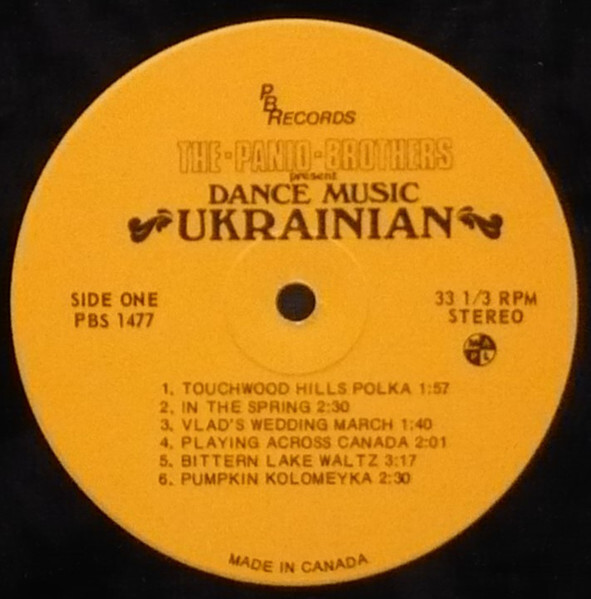 PB RECORDS
THE·PANIO·BROTHERS
present
DANCE MUSIC
UKRAINIAN
SIDE ONE
PBS 1477
33 1/3 RPM
STEREO
M A P L
1. TOUCHWOOD HILLS POLKA 1:57
2. IN THE SPRING 2:30
3. VLAD'S WEDDING MARCH 1:40
4. PLAYING ACROSS CANADA 2:01
5. BITTERN LAKE WALTZ 3:17
6. PUMPKIN KOLOMEYKA 2:30
MADE IN CANADA